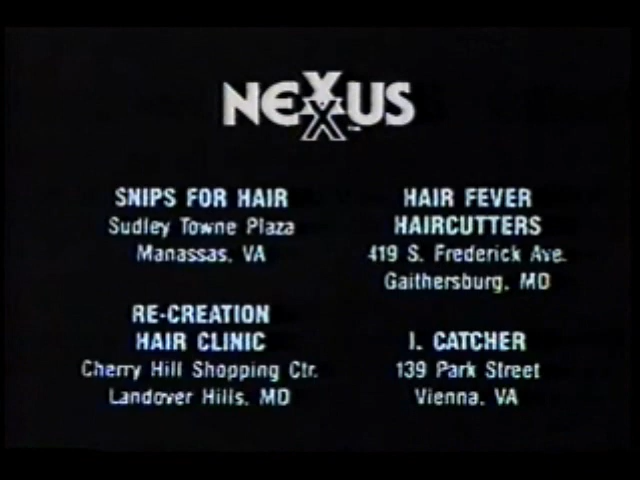 NEXXUS™
SNIPS FOR HAIR
Sudley Towne Plaza
Manassas, VA
HAIR FEVER
HAIRCUTTERS
419 S. Frederick Ave.
Gaithersburg, MD
RE-CREATION
HAIR CLINIC
Cherry Hill Shopping Ctr.
Landover Hills, MD
I. CATCHER
139 Park Street
Vienna, VA